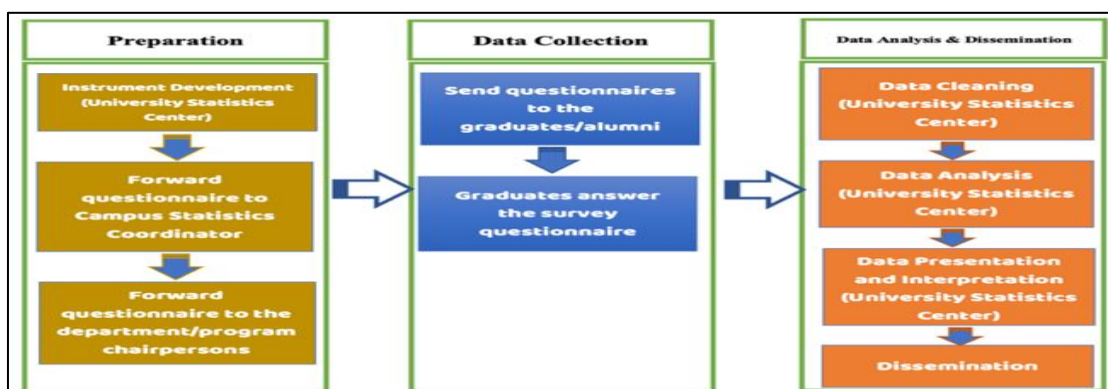 Preparation
Instrument Development
(University Statistics
Center)
Forward
questionnaire to
Campus Statistics
Coordinator
Forward
questionnaire to the
department/program
chairpersons
Data Collection
Send questionnaires
to the
graduates/alumni
Graduates answer
the survey
questionnaire
Data Analysis & Dissemination
Data Cleaning
(University Statistics
Center)
Data Analysis
(University Statistics
Center)
Data Presentation
and Interpretation
(University Statistics
Center)
Dissemination